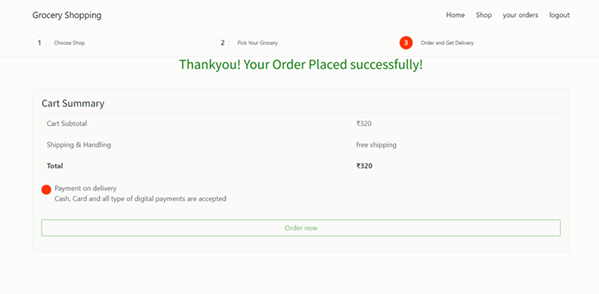 Grocery Shopping Home Shop your orders logout
1 Choose Shop 2 Pick Your Grocery 3 Order and Get Delivery
Thankyou! Your Order Placed successfully!
Cart Summary
Cart Subtotal ₹320
Shipping & Handling free shipping
Total ₹320
Payment on delivery
Cash, Card and all type of digital payments are accepted
Order now